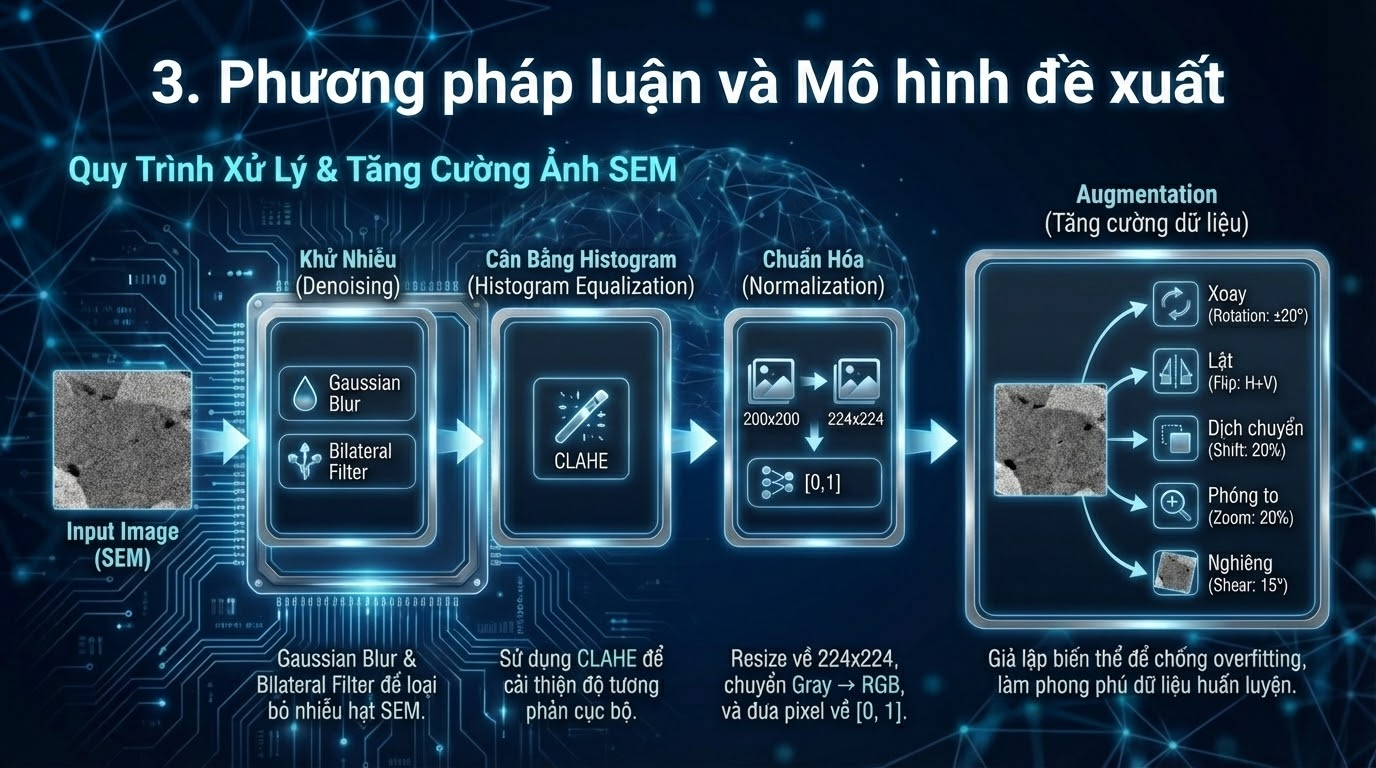 3. Phương pháp luận và Mô hình đề xuất
Quy Trình Xử Lý & Tăng Cường Ảnh SEM
Input Image
(SEM)
Khử Nhiễu
(Denoising)
Gaussian
Blur
Bilateral
Filter
Gaussian Blur &
Bilateral Filter để loại
bỏ nhiễu hạt SEM.
Cân Bằng Histogram
(Histogram Equalization)
CLAHE
Sử dụng CLAHE để
cải thiện độ tương
phản cục bộ.
Chuẩn Hóa
(Normalization)
200x200
224x224
[0,1]
Resize về 224x224,
chuyển Gray → RGB,
và đưa pixel về [0, 1].
Augmentation
(Tăng cường dữ liệu)
Xoay
(Rotation: ±20°)
Lật
(Flip: H+V)
Dịch chuyển
(Shift: 20%)
Phóng to
(Zoom: 20%)
Nghiêng
(Shear: 15°)
Giả lập biến thể để chống overfitting,
làm phong phú dữ liệu huấn luyện.